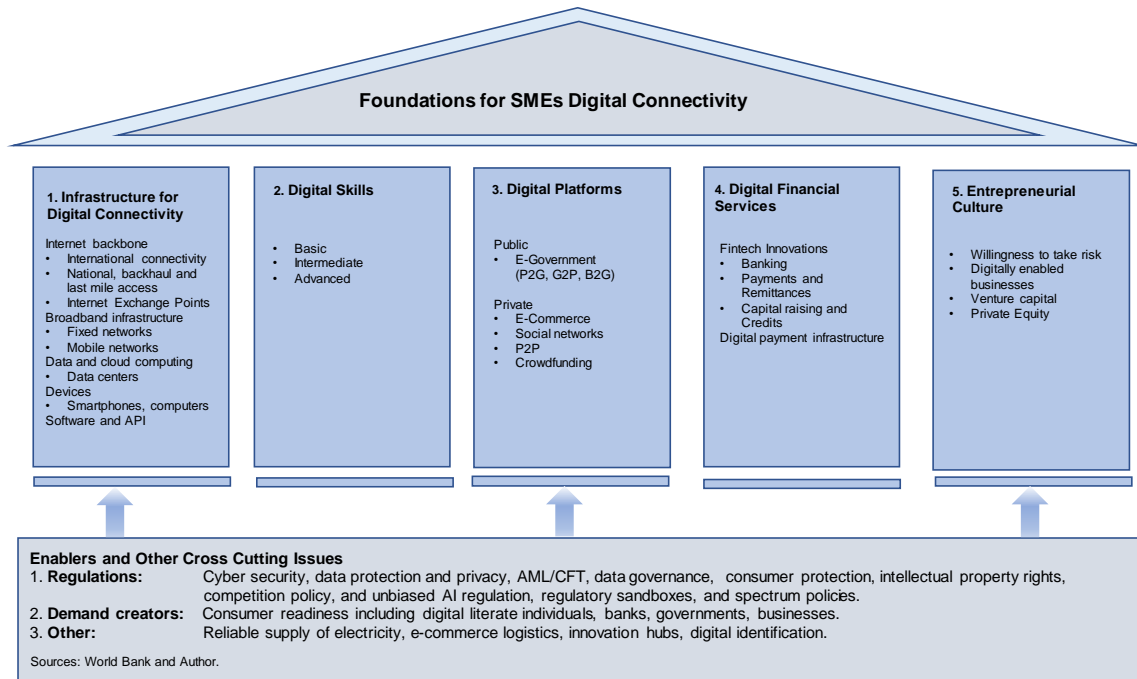 Foundations for SMEs Digital Connectivity
1. Infrastructure for
Digital Connectivity
Internet backbone
• International connectivity
• National, backhaul and
last mile access
• Internet Exchange Points
Broadband infrastructure
• Fixed networks
• Mobile networks
Data and cloud computing
• Data centers
Devices
• Smartphones, computers
Software and API
2. Digital Skills
• Basic
• Intermediate
• Advanced
3. Digital Platforms
Public
• E-Government
(P2G, G2P, B2G)
Private
• E-Commerce
• Social networks
• P2P
• Crowdfunding
4. Digital Financial
Services
Fintech Innovations
• Banking
• Payments and
Remittances
• Capital raising and
Credits
Digital payment infrastructure
5. Entrepreneurial
Culture
• Willingness to take risk
• Digitally enabled
businesses
• Venture capital
• Private Equity
Enablers and Other Cross Cutting Issues
1. Regulations: Cyber security, data protection and privacy, AML/CFT, data governance, consumer protection, intellectual property rights,
competition policy, and unbiased AI regulation, regulatory sandboxes, and spectrum policies.
2. Demand creators: Consumer readiness including digital literate individuals, banks, governments, businesses.
3. Other: Reliable supply of electricity, e-commerce logistics, innovation hubs, digital identification.
Sources: World Bank and Author.